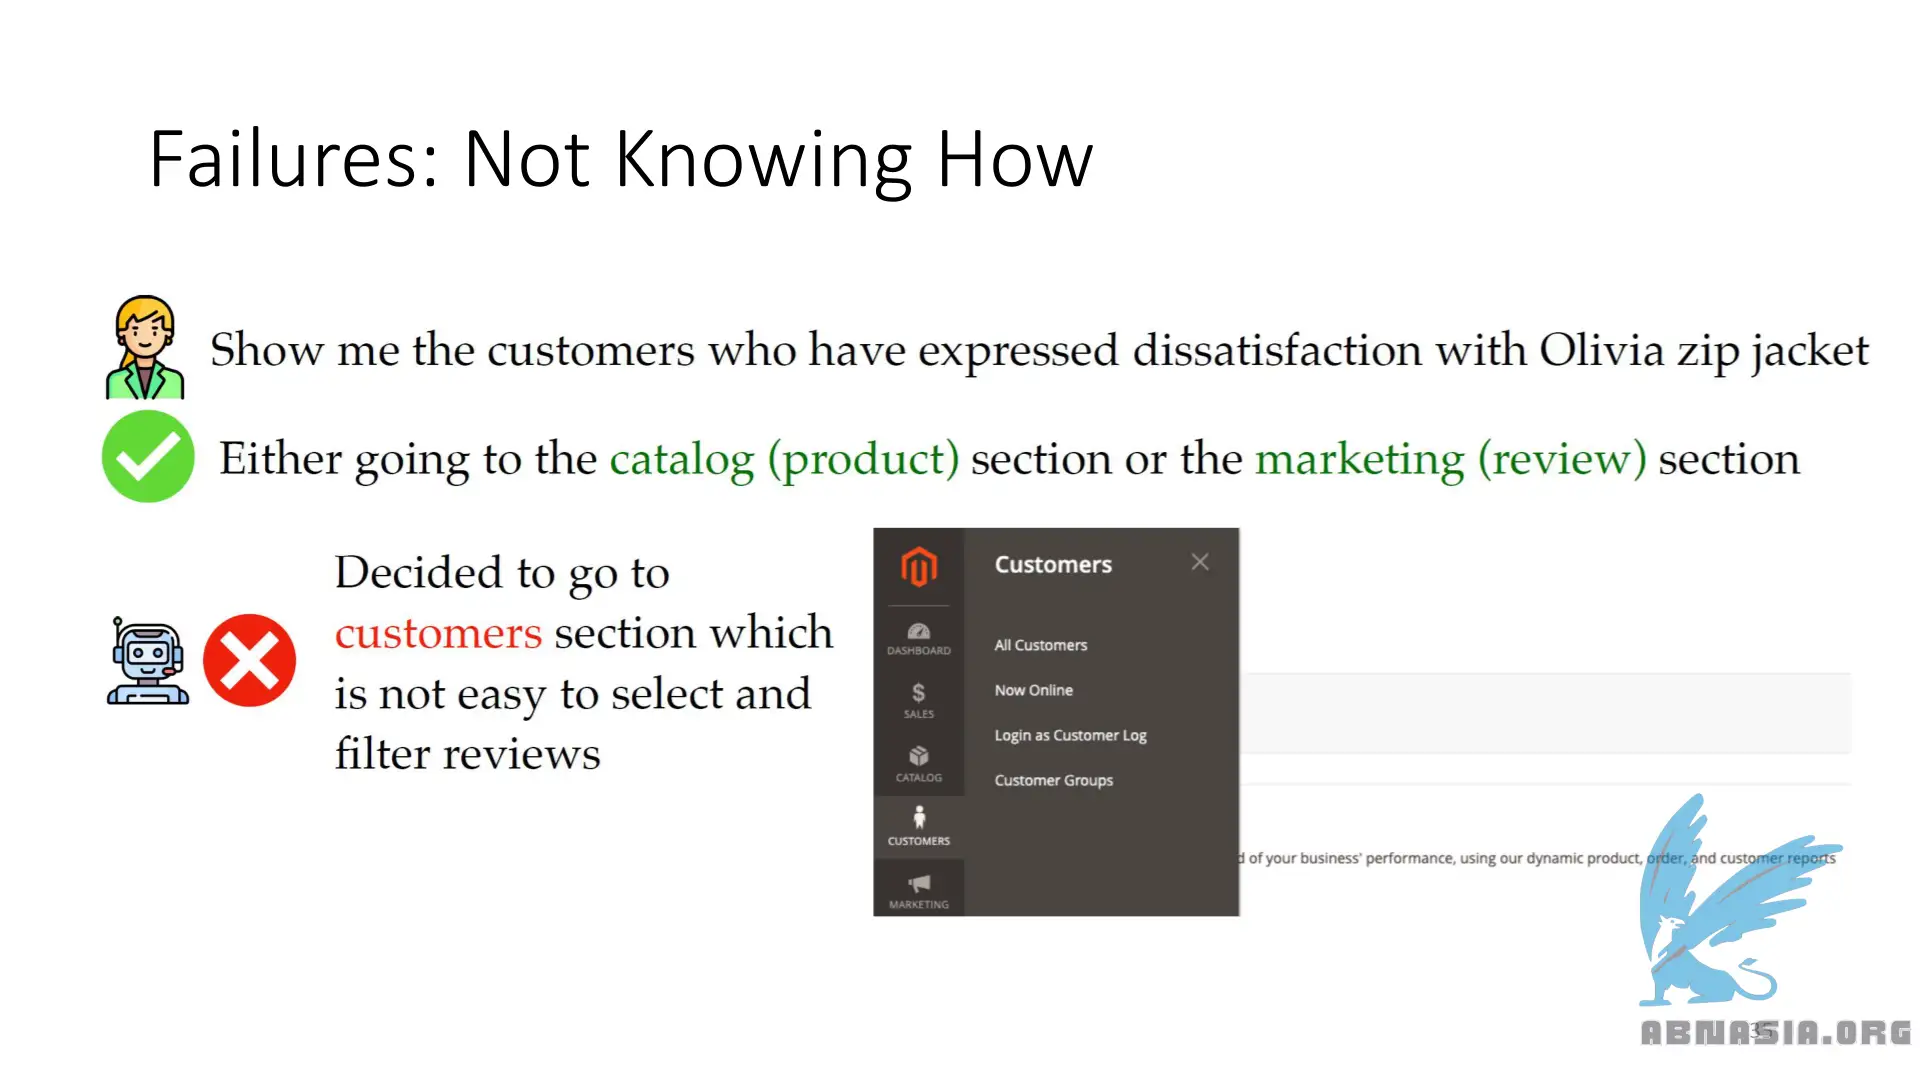 Failures: Not Knowing How
Show me the customers who have expressed dissatisfaction with Olivia zip jacket
Either going to the catalog (product) section or the marketing (review) section
Decided to go to
customers section which
is not easy to select and
filter reviews
Customers
All Customers
Now Online
Login as Customer Log
Customer Groups
DASHBOARD
SALES
CATALOG
CUSTOMERS
MARKETING
d of your business' performance, using our dynamic product, order, and customer reports
35
ABNASIA.ORG